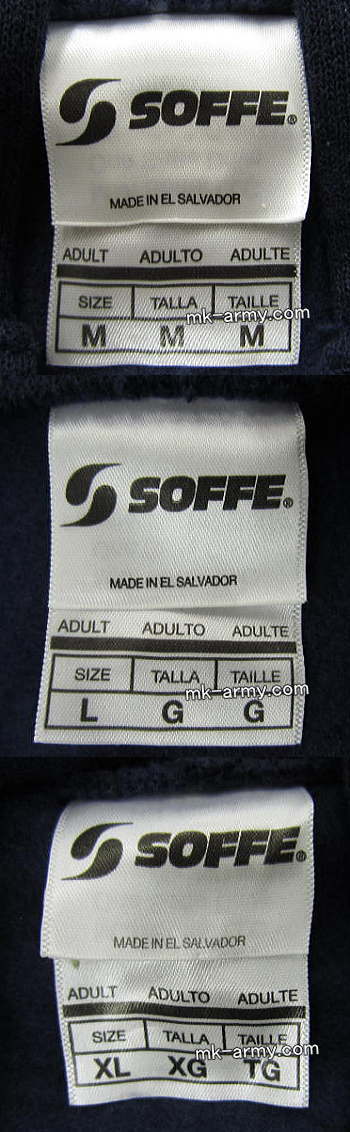 SOFFE®
MADE IN EL SALVADOR
ADULT ADULTO ADULTE
SIZE TALLA TAILLE
M M M
mk-army.com
SOFFE®
MADE IN EL SALVADOR
ADULT ADULTO ADULTE
SIZE TALLA TAILLE
L G G
mk-army.com
SOFFE®
MADE IN EL SALVADOR
ADULT ADULTO ADULTE
SIZE TALLA TAILLE
XL XG TG
mk-army.com